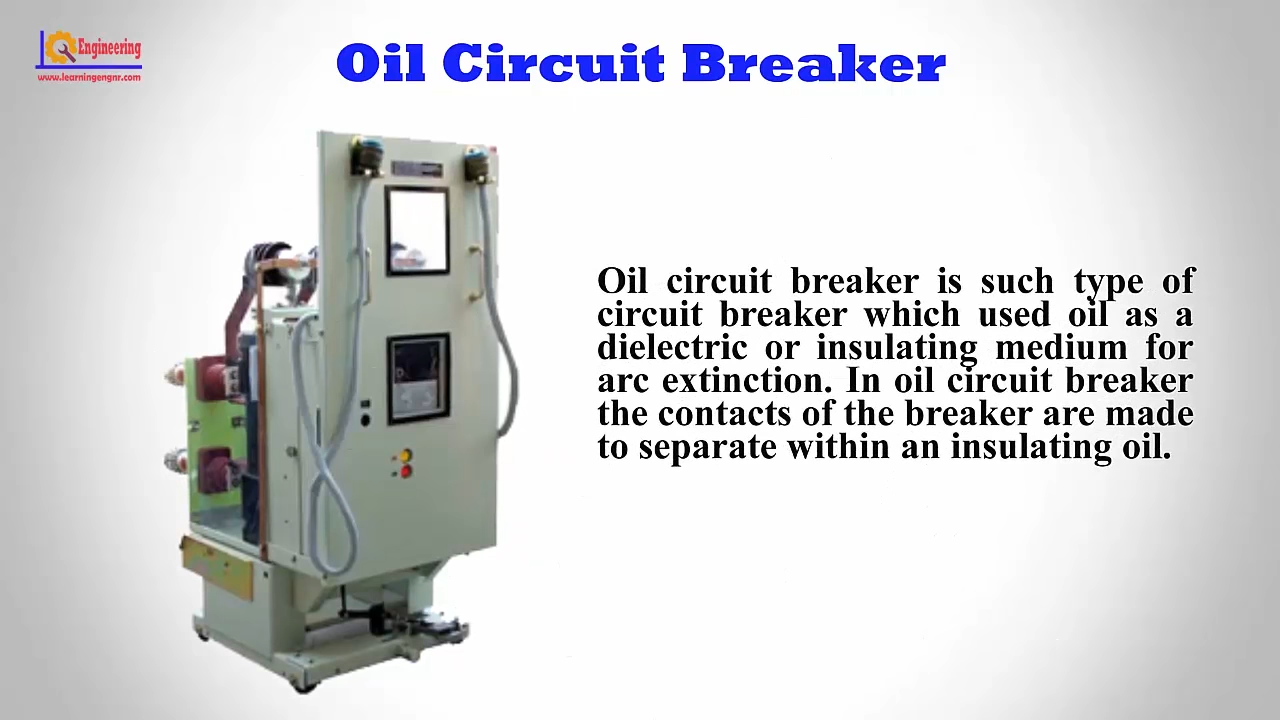 Engineering
www.learningengnr.com
Oil Circuit Breaker
Oil circuit breaker is such type of
circuit breaker which used oil as a
dielectric or insulating medium for
arc extinction. In oil circuit breaker
the contacts of the breaker are made
to separate within an insulating oil.